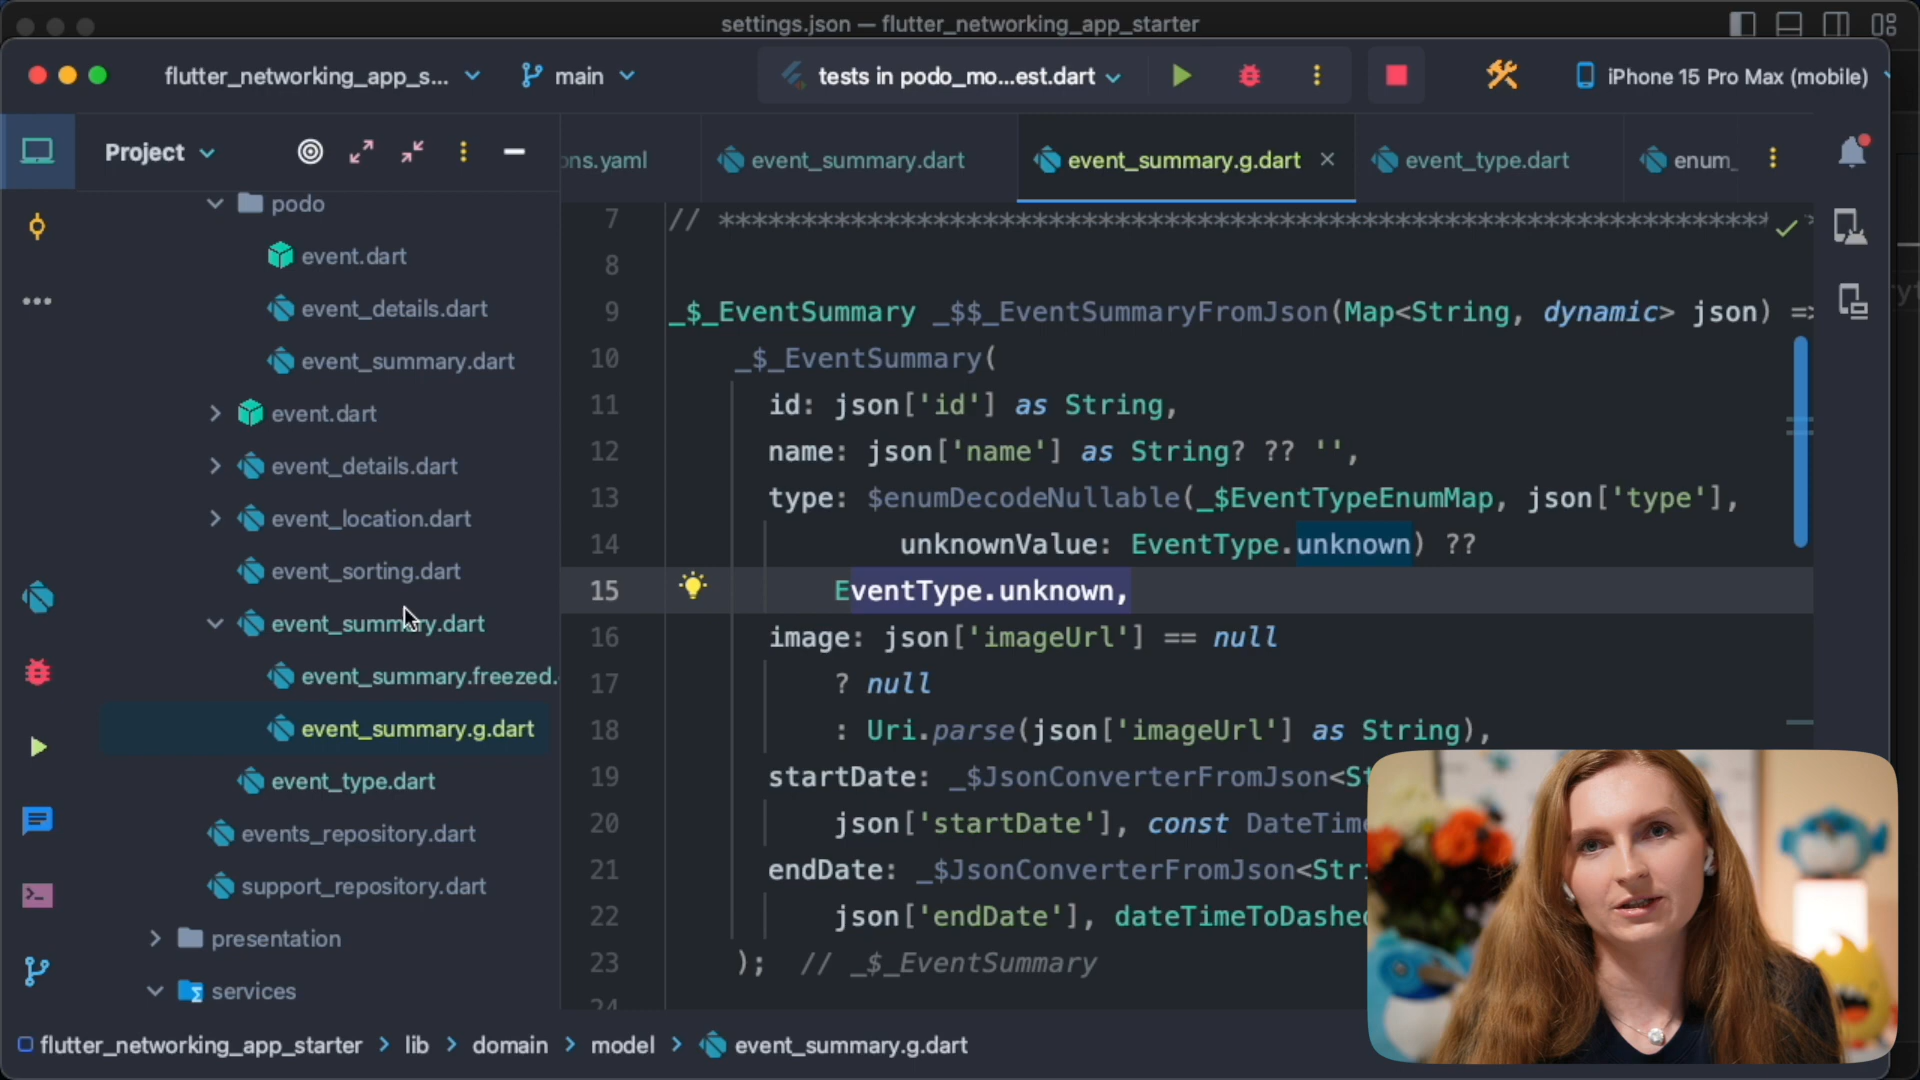 settings.json — flutter_networking_app_starter
flutter_networking_app_s...
main
tests in podo_mo...est.dart
iPhone 15 Pro Max (mobile)
Project
ons.yaml
event_summary.dart
event_summary.g.dart
event_type.dart
enum_
podo
event.dart
event_details.dart
event_summary.dart
event.dart
event_details.dart
event_location.dart
event_sorting.dart
event_summary.dart
event_summary.freezed.
event_summary.g.dart
event_type.dart
events_repository.dart
support_repository.dart
presentation
services
7 // ****************************************************************
8
9 _$_EventSummary _$$_EventSummaryFromJson(Map<String, dynamic> json) =>
10 _$_EventSummary(
11 id: json['id'] as String,
12 name: json['name'] as String? ?? '',
13 type: $enumDecodeNullable(_$EventTypeEnumMap, json['type'],
14 unknownValue: EventType.unknown) ??
15 EventType.unknown,
16 image: json['imageUrl'] == null
17 ? null
18 : Uri.parse(json['imageUrl'] as String),
19 startDate: _$JsonConverterFromJson<St
20 json['startDate'], const DateTime
21 endDate: _$JsonConverterFromJson<Stri
22 json['endDate'], dateTimeToDashed
23 ); // _$_EventSummary
24
flutter_networking_app_starter > lib > domain > model > event_summary.g.dart